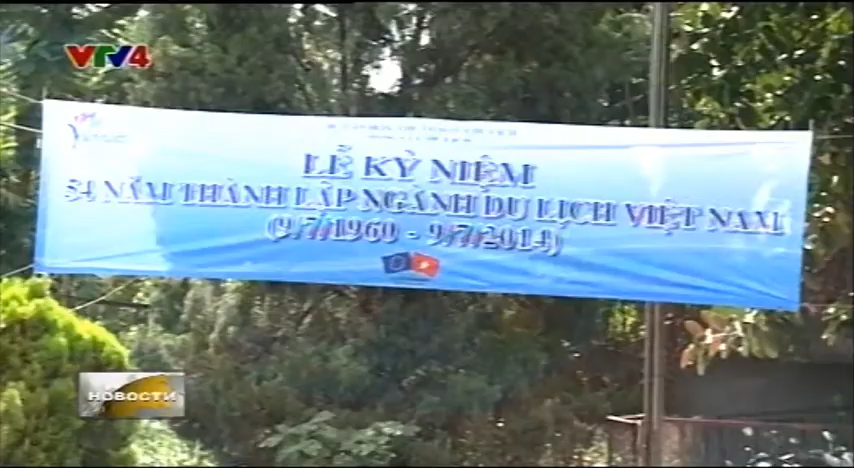 VTV4
LỄ KỶ NIỆM
54 NĂM THÀNH LẬP NGÀNH DU LỊCH VIỆT NAM
(9/7/1960 - 9/7/2014)
НОВОСТИ